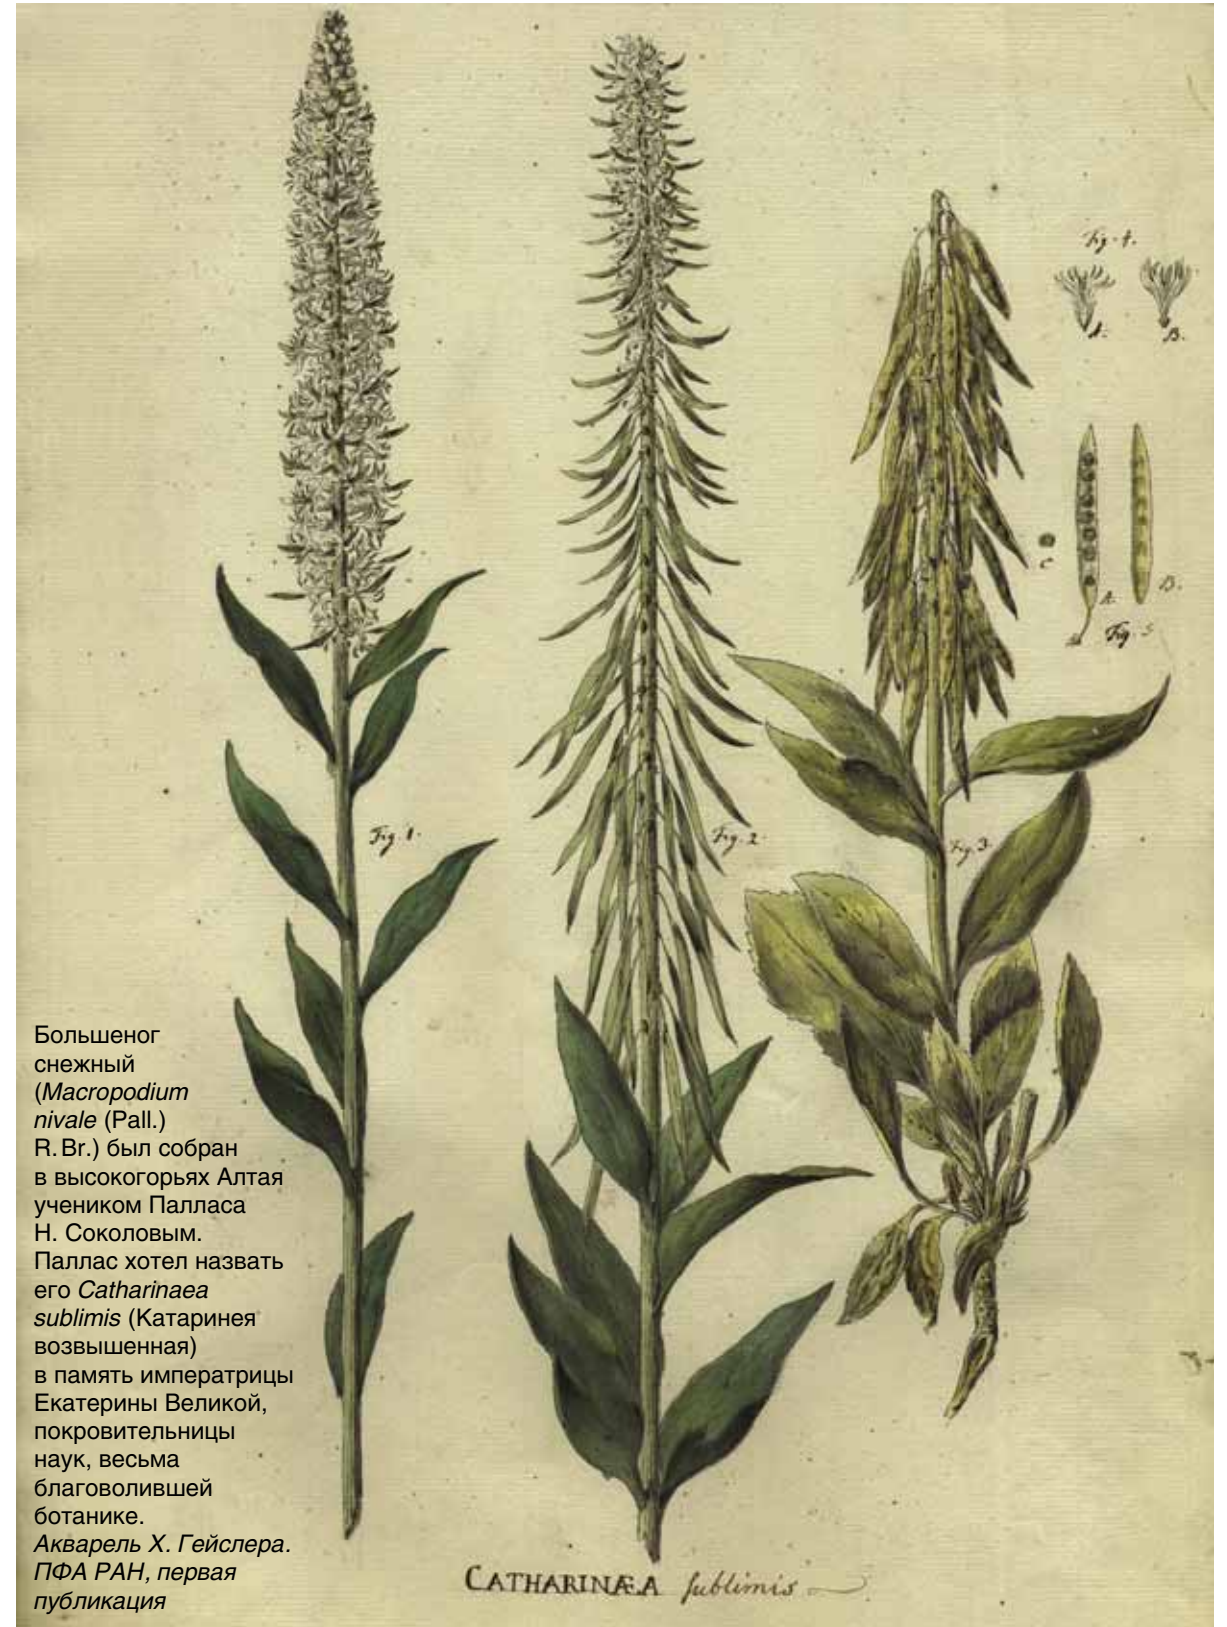 Fig. 4.
A. B.
C
A. B.
Fig. 5
Fig. 1. Fig. 2. Fig. 3.
Большеног
снежный
(Macropodium
nivale (Pall.)
R. Br.) был собран
в высокогорьях Алтая
учеником Палласа
Н. Соколовым.
Паллас хотел назвать
его Catharinaea
sublimis (Катаринея
возвышенная)
в память императрицы
Екатерины Великой,
покровительницы
наук, весьма
благоволившей
ботанике.
Акварель Х. Гейслера.
ПФА РАН, первая
публикация
CATHARINÆA sublimis